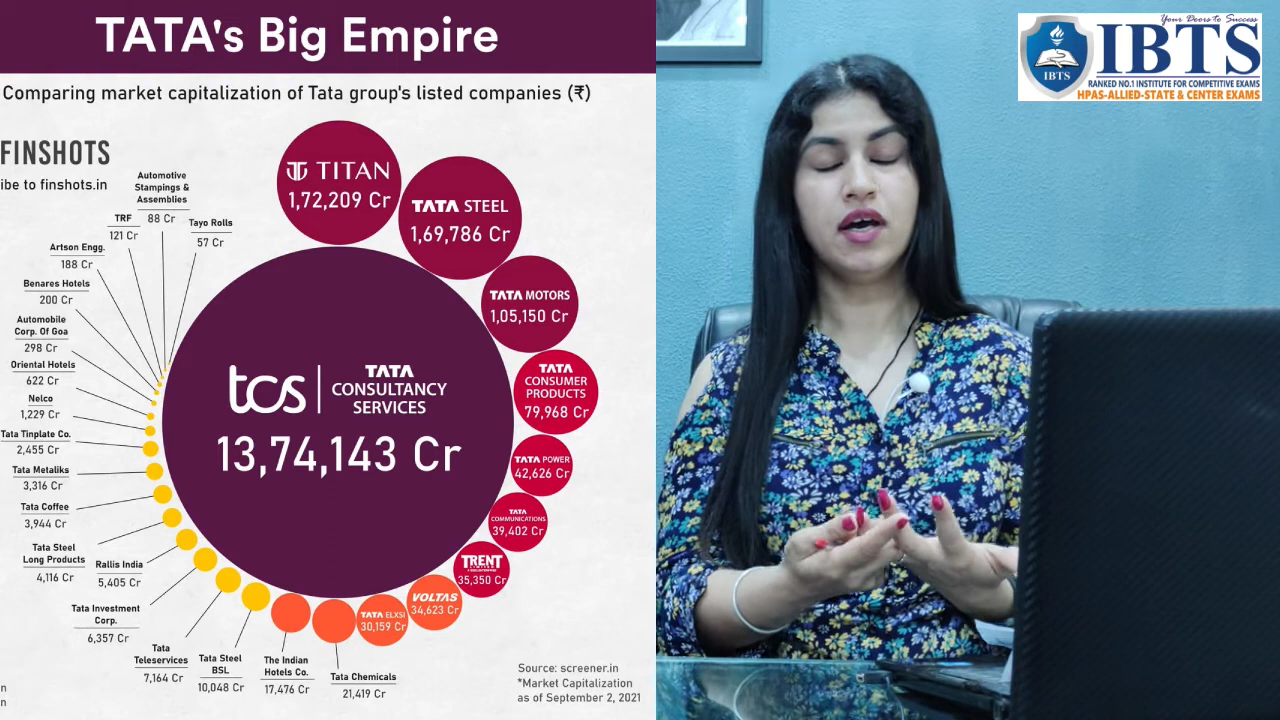 TATA's Big Empire
Comparing market capitalization of Tata group's listed companies (₹)
FINSHOTS
ibe to finshots.in
TITAN
1,72,209 Cr
TATA STEEL
1,69,786 Cr
TATA MOTORS
1,05,150 Cr
TATA
CONSUMER
PRODUCTS
79,968 Cr
TATA POWER
42,626 Cr
TATA
COMMUNICATIONS
39,402 Cr
TRENT
35,350 Cr
VOLTAS
34,623 Cr
TATA ELXSI
30,159 Cr
Tata Chemicals
21,419 Cr
The Indian
Hotels Co.
17,476 Cr
Tata Steel
BSL
10,048 Cr
Tata
Teleservices
7,164 Cr
Tata Investment
Corp.
6,357 Cr
Rallis India
5,405 Cr
Tata Steel
Long Products
4,116 Cr
Tata Coffee
3,944 Cr
Tata Metaliks
3,316 Cr
Tata Tinplate Co.
2,455 Cr
Nelco
1,229 Cr
Oriental Hotels
622 Cr
Automobile
Corp. Of Goa
298 Cr
Benares Hotels
200 Cr
Artson Engg.
188 Cr
TRF
121 Cr
Automotive
Stampings &
Assemblies
88 Cr
Tayo Rolls
57 Cr
tcs | TATA
CONSULTANCY
SERVICES
13,74,143 Cr
Source: screener.in
*Market Capitalization
as of September 2, 2021
n
n
Your Doors to Success
IBTS
IBTS
RANKED NO.1 INSTITUTE FOR COMPETITIVE EXAMS
HPAS-ALLIED-STATE & CENTER EXAMS